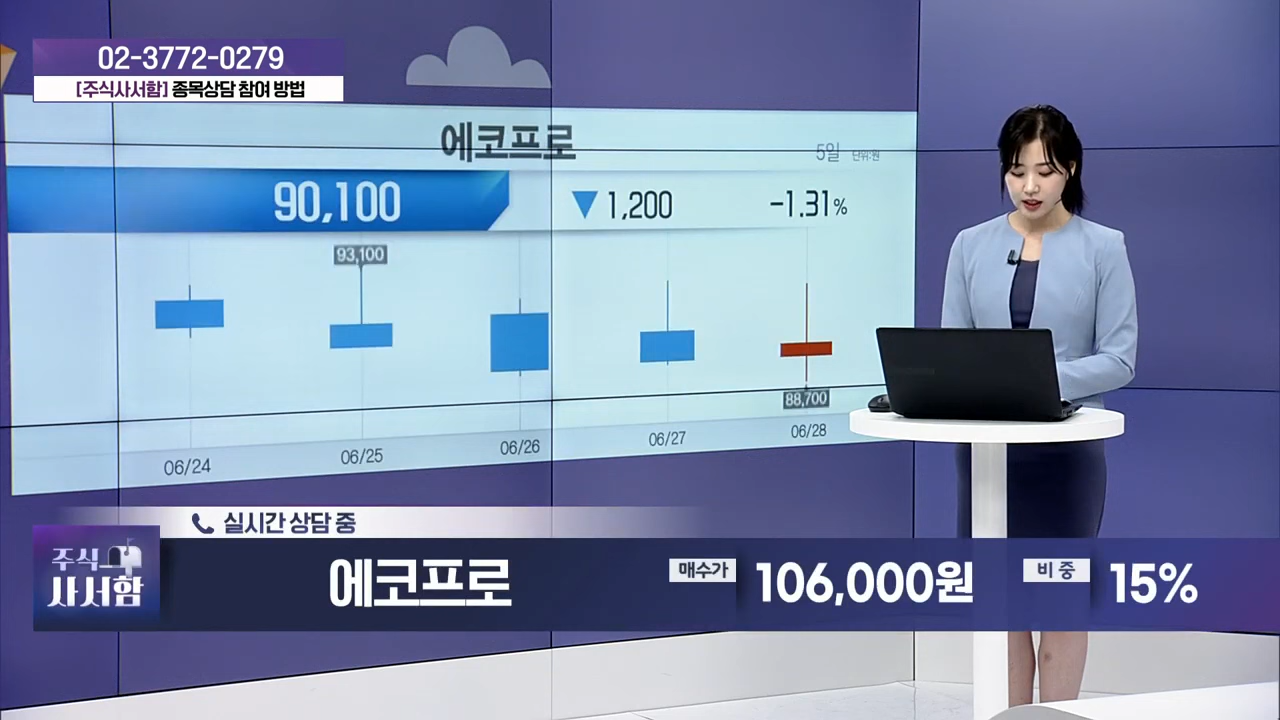 02-3772-0279
[주식사서함] 종목상담 참여 방법
에코프로
5일 단위:원
90,100 ▼1,200 -1.31%
93,100
88,700
06/24 06/25 06/26 06/27 06/28
실시간 상담 중
주식
사서함
에코프로 매수가 106,000원 비중 15%